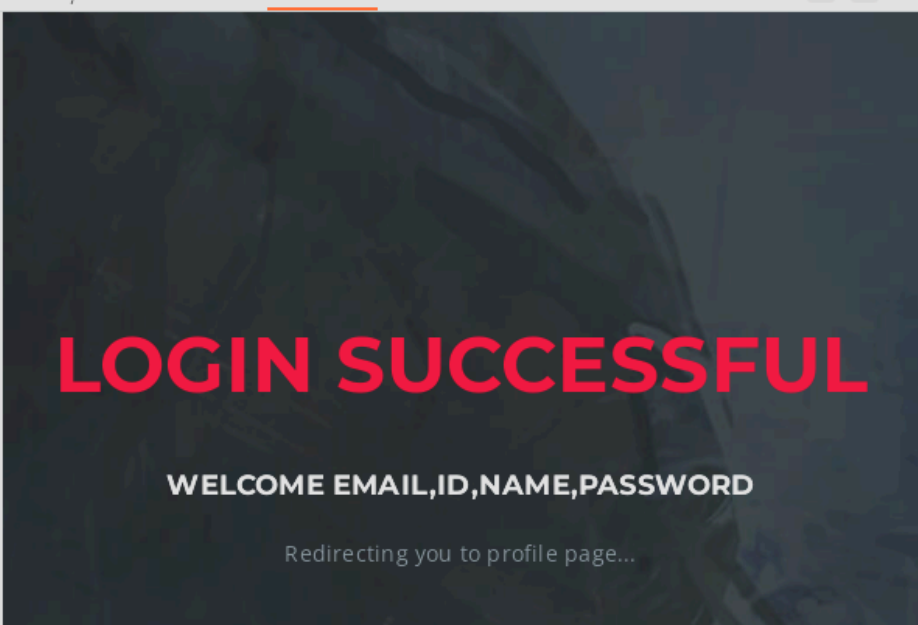 LOGIN SUCCESSFUL
WELCOME EMAIL,ID,NAME,PASSWORD
Redirecting you to profile page...